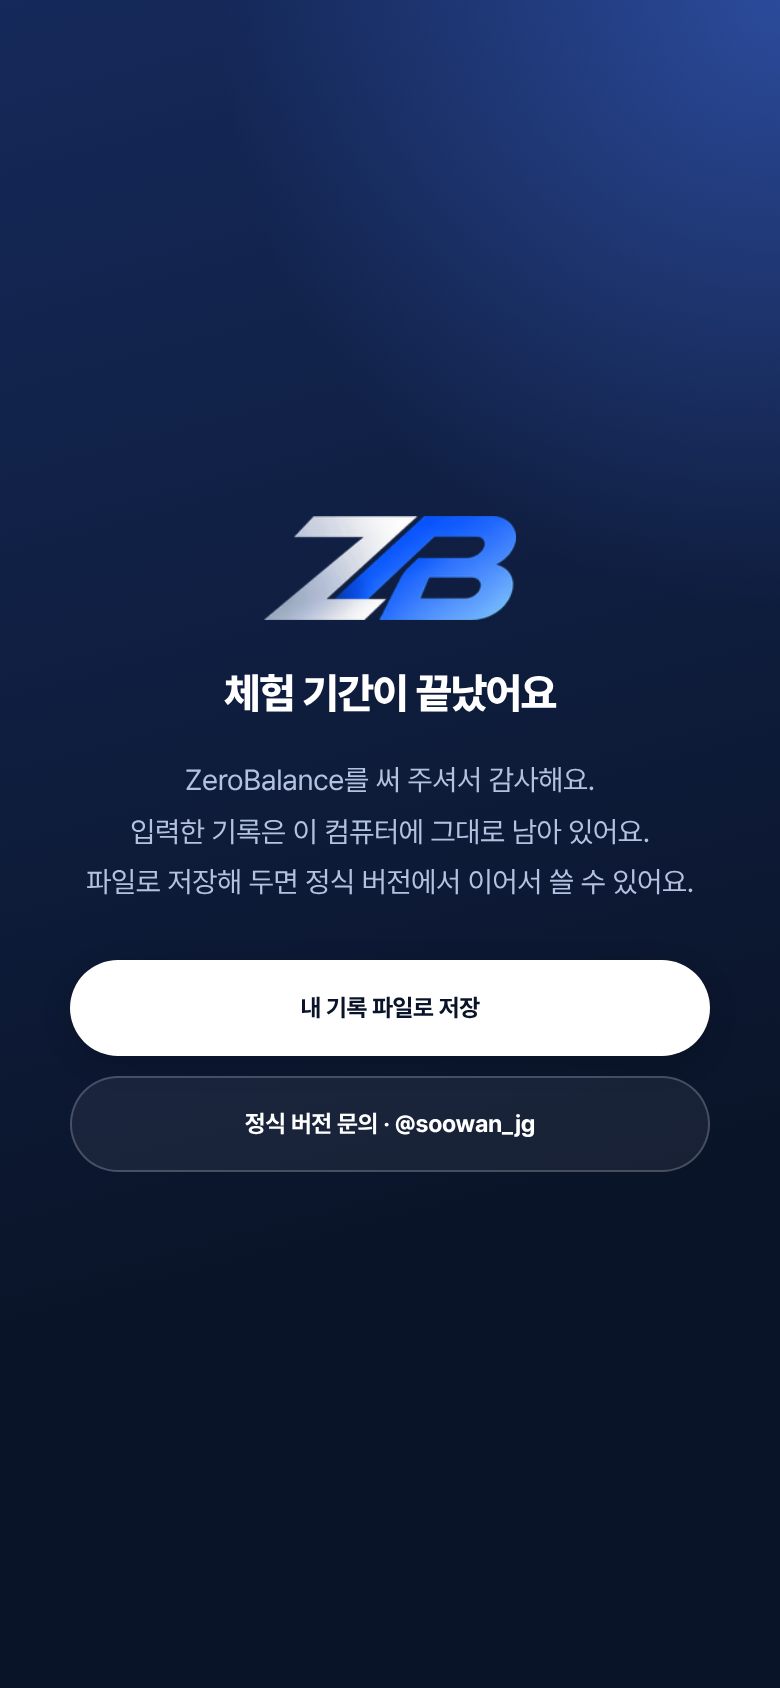 ZB
체험 기간이 끝났어요
ZeroBalance를 써 주셔서 감사해요.
입력한 기록은 이 컴퓨터에 그대로 남아 있어요.
파일로 저장해 두면 정식 버전에서 이어서 쓸 수 있어요.
내 기록 파일로 저장
정식 버전 문의 · @soowan_jg